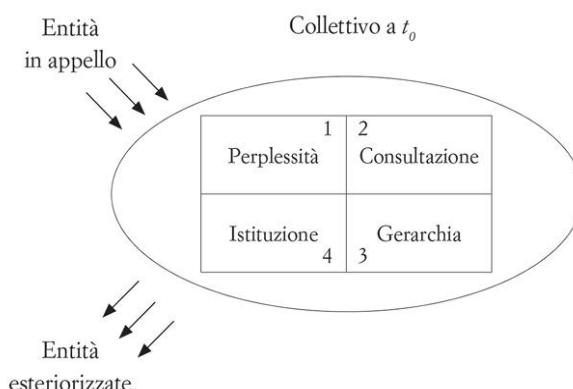 Entità
in appello
Collettivo a t₀
1 2
Perplessità Consultazione
Istituzione Gerarchia
4 3
Entità
esteriorizzate